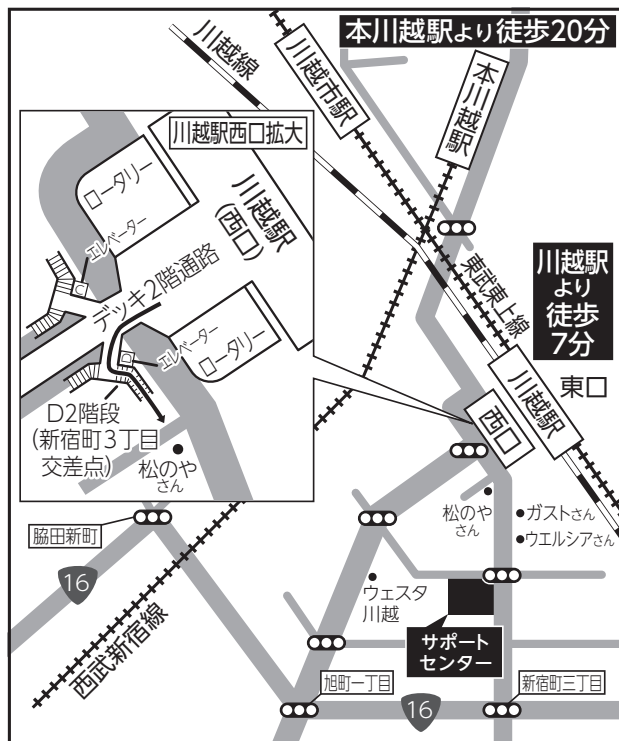 本川越駅より徒歩20分
川越線
川越市駅
本川越駅
川越駅西口拡大
ロータリー
エレベーター
川越駅
(西口)
デッキ2階通路
エレベーター
ロータリー
D2階段
(新宿町3丁目
交差点)
松のや
さん
東武東上線
川越駅
より
徒歩
7分
川越駅
東口
西口
松のや
さん
ガストさん
ウエルシアさん
脇田新町
16
西武新宿線
ウェスタ
川越
サポート
センター
旭町一丁目
16
新宿町三丁目